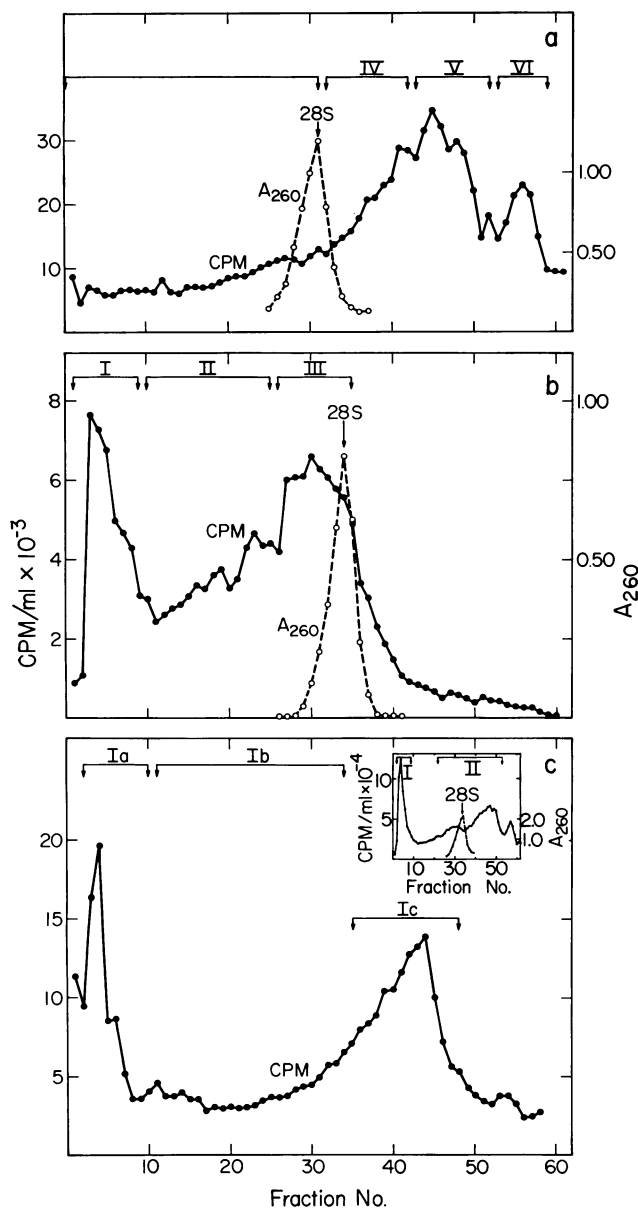 a
IV V VI
28S
A260
CPM
30
20
10
1.00
0.50
b
I II III
28S
CPM
A260
8
6
4
2
1.00
0.50
CPM/ml × 10⁻³
A260
c
Ia Ib
Ic
CPM
20
15
10
5
I II
28S
CPM/ml×10⁻⁴
10
5
2.0
1.0
A260
10 30 50
Fraction No.
10 20 30 40 50 60
Fraction No.